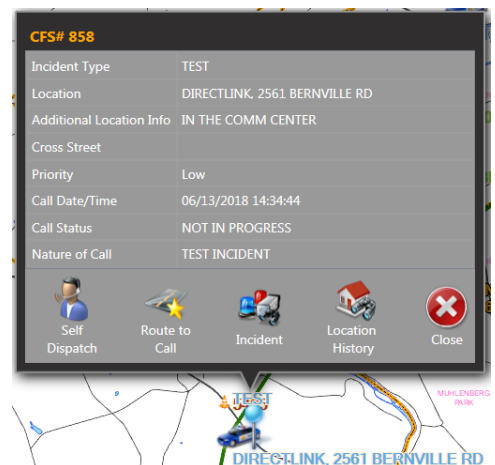 CFS# 858
Incident Type TEST
Location DIRECTLINK, 2561 BERNVILLE RD
Additional Location Info IN THE COMM CENTER
Cross Street
Priority Low
Call Date/Time 06/13/2018 14:34:44
Call Status NOT IN PROGRESS
Nature of Call TEST INCIDENT
Self Dispatch
Route to Call
Incident
Location History
Close
MUHLENBERG
PARK
TEST
DIRECTLINK, 2561 BERNVILLE RD